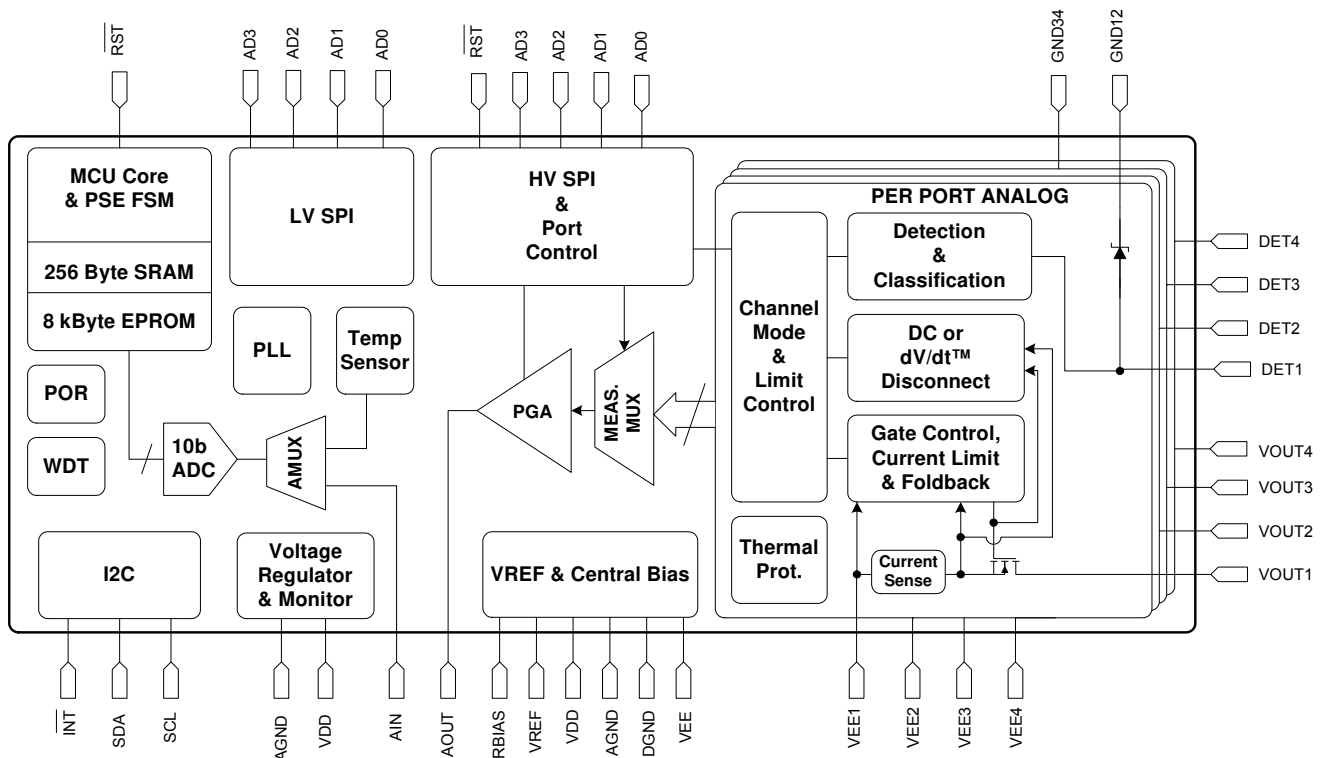 RST
AD3
AD2
AD1
AD0
RST
AD3
AD2
AD1
AD0
GND34
GND12
MCU Core
& PSE FSM
256 Byte SRAM
8 kByte EPROM
LV SPI
HV SPI
&
Port
Control
PER PORT ANALOG
Channel
Mode
&
Limit
Control
Detection
&
Classification
DC or
dV/dt™
Disconnect
Gate Control,
Current Limit
& Foldback
Current
Sense
Thermal
Prot.
DET4
DET3
DET2
DET1
VOUT4
VOUT3
VOUT2
VOUT1
PLL
Temp
Sensor
POR
WDT
10b
ADC
AMUX
PGA
MEAS.
MUX
I2C
Voltage
Regulator
& Monitor
VREF & Central Bias
INT
SDA
SCL
AGND
VDD
AIN
AOUT
RBIAS
VREF
VDD
AGND
DGND
VEE
VEE1
VEE2
VEE3
VEE4